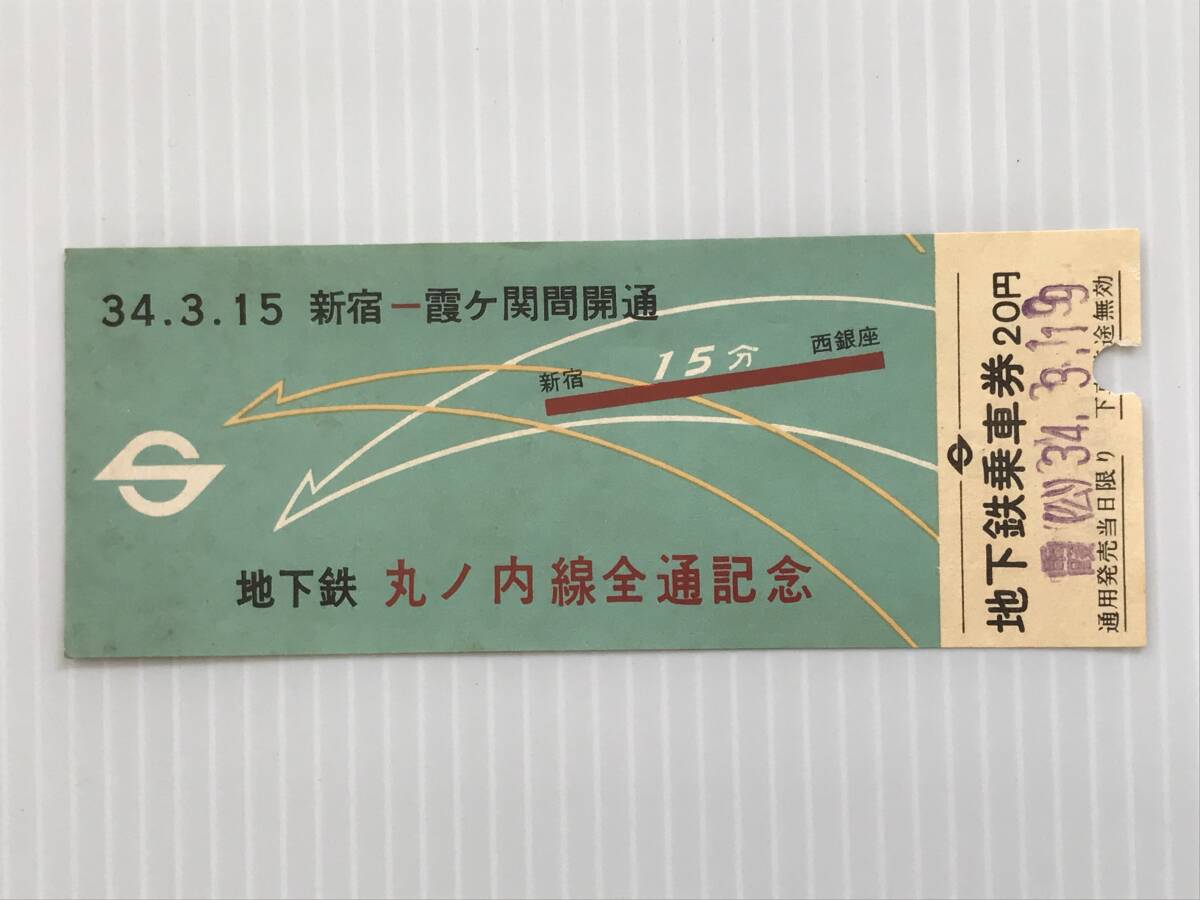 34.3.15 新宿ー霞ケ関間開通
新宿 15分 西銀座
地下鉄 丸ノ内線全通記念
地下鉄乗車券 20円
34.3.
通用発売当日限り
途無効